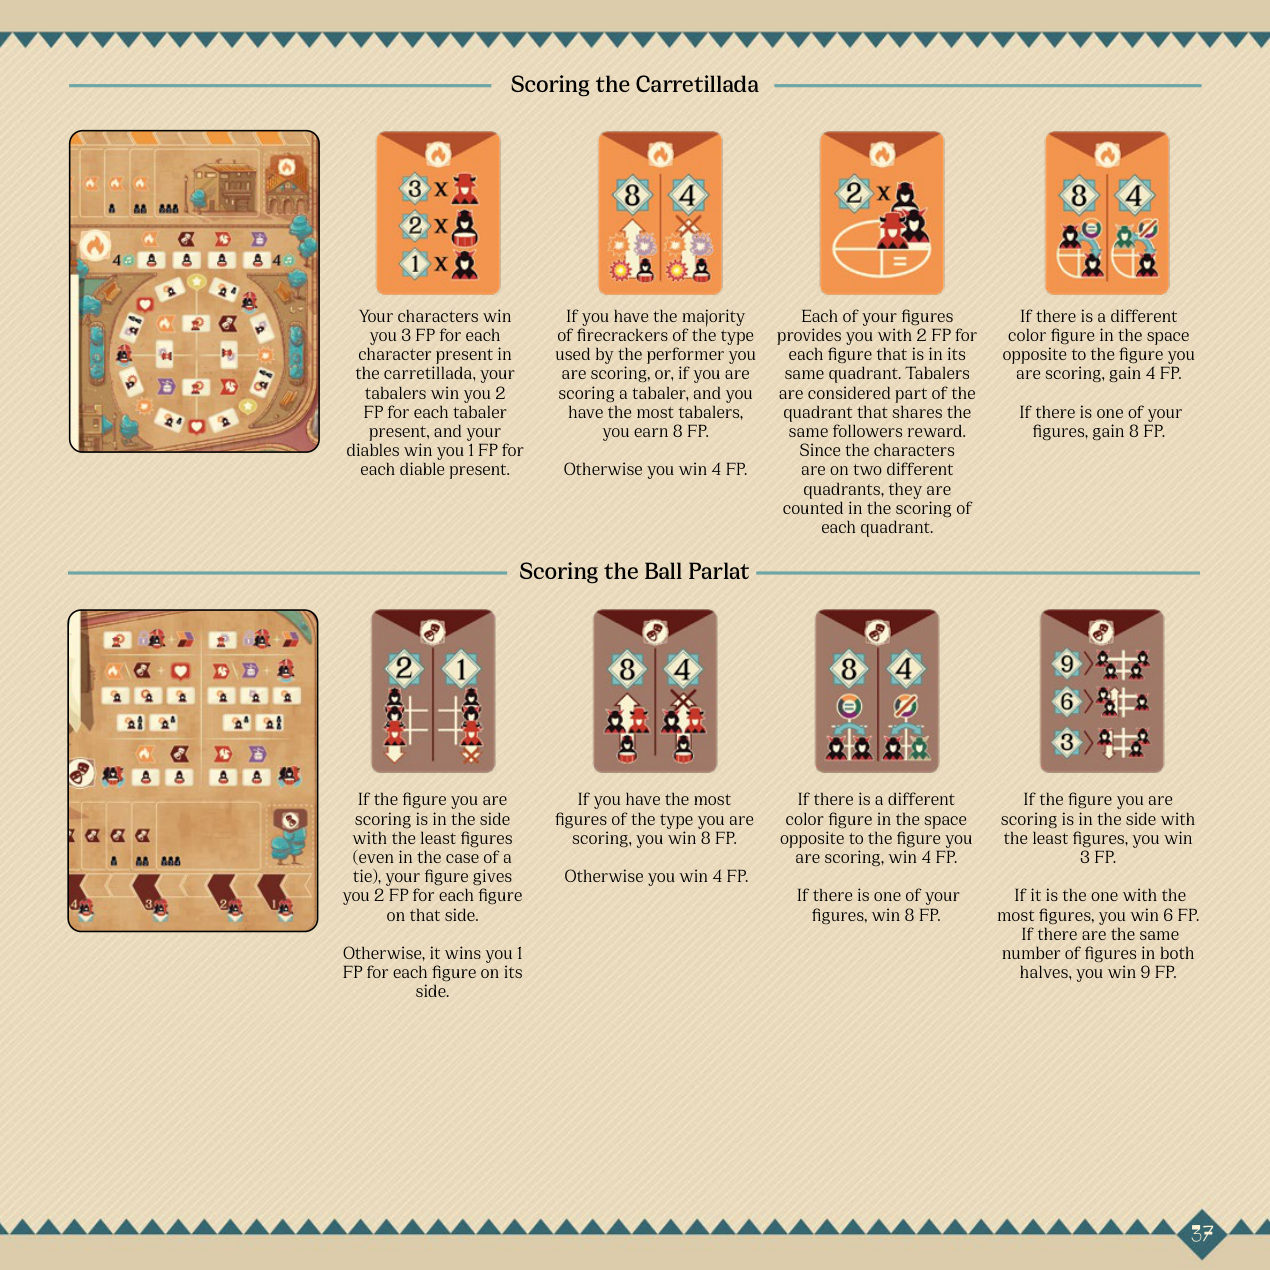 Scoring the Carretillada
4
4
3 x
2 x
1 x
Your characters win
you 3 FP for each
character present in
the carretillada, your
tabalers win you 2
FP for each tabaler
present, and your
diables win you 1 FP for
each diable present.
8 4
If you have the majority
of firecrackers of the type
used by the performer you
are scoring, or, if you are
scoring a tabaler, and you
have the most tabalers,
you earn 8 FP.
Otherwise you win 4 FP.
2 x
=
Each of your figures
provides you with 2 FP for
each figure that is in its
same quadrant. Tabalers
are considered part of the
quadrant that shares the
same followers reward.
Since the characters
are on two different
quadrants, they are
counted in the scoring of
each quadrant.
8 4
If there is a different
color figure in the space
opposite to the figure you
are scoring, gain 4 FP.
If there is one of your
figures, gain 8 FP.
Scoring the Ball Parlat
4 3 2 1
2 1
If the figure you are
scoring is in the side
with the least figures
(even in the case of a
tie), your figure gives
you 2 FP for each figure
on that side.
Otherwise, it wins you 1
FP for each figure on its
side.
8 4
If you have the most
figures of the type you are
scoring, you win 8 FP.
Otherwise you win 4 FP.
8 4
If there is a different
color figure in the space
opposite to the figure you
are scoring, win 4 FP.
If there is one of your
figures, win 8 FP.
9
6
3
If the figure you are
scoring is in the side with
the least figures, you win
3 FP.
If it is the one with the
most figures, you win 6 FP.
If there are the same
number of figures in both
halves, you win 9 FP.
37